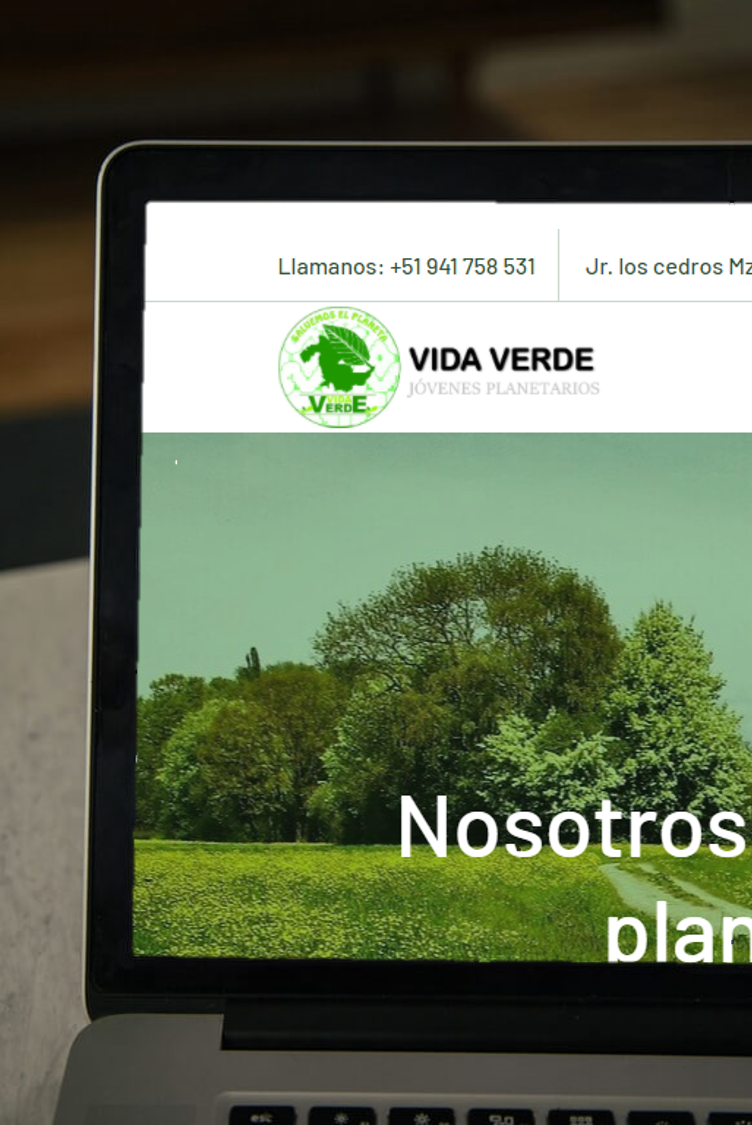 Llamanos: +51 941 758 531
Jr. los cedros Mz
SALVEMOS EL PLANETA
VIDA
VERDE
VIDA VERDE
JÓVENES PLANETARIOS
Nosotros
plan
esc